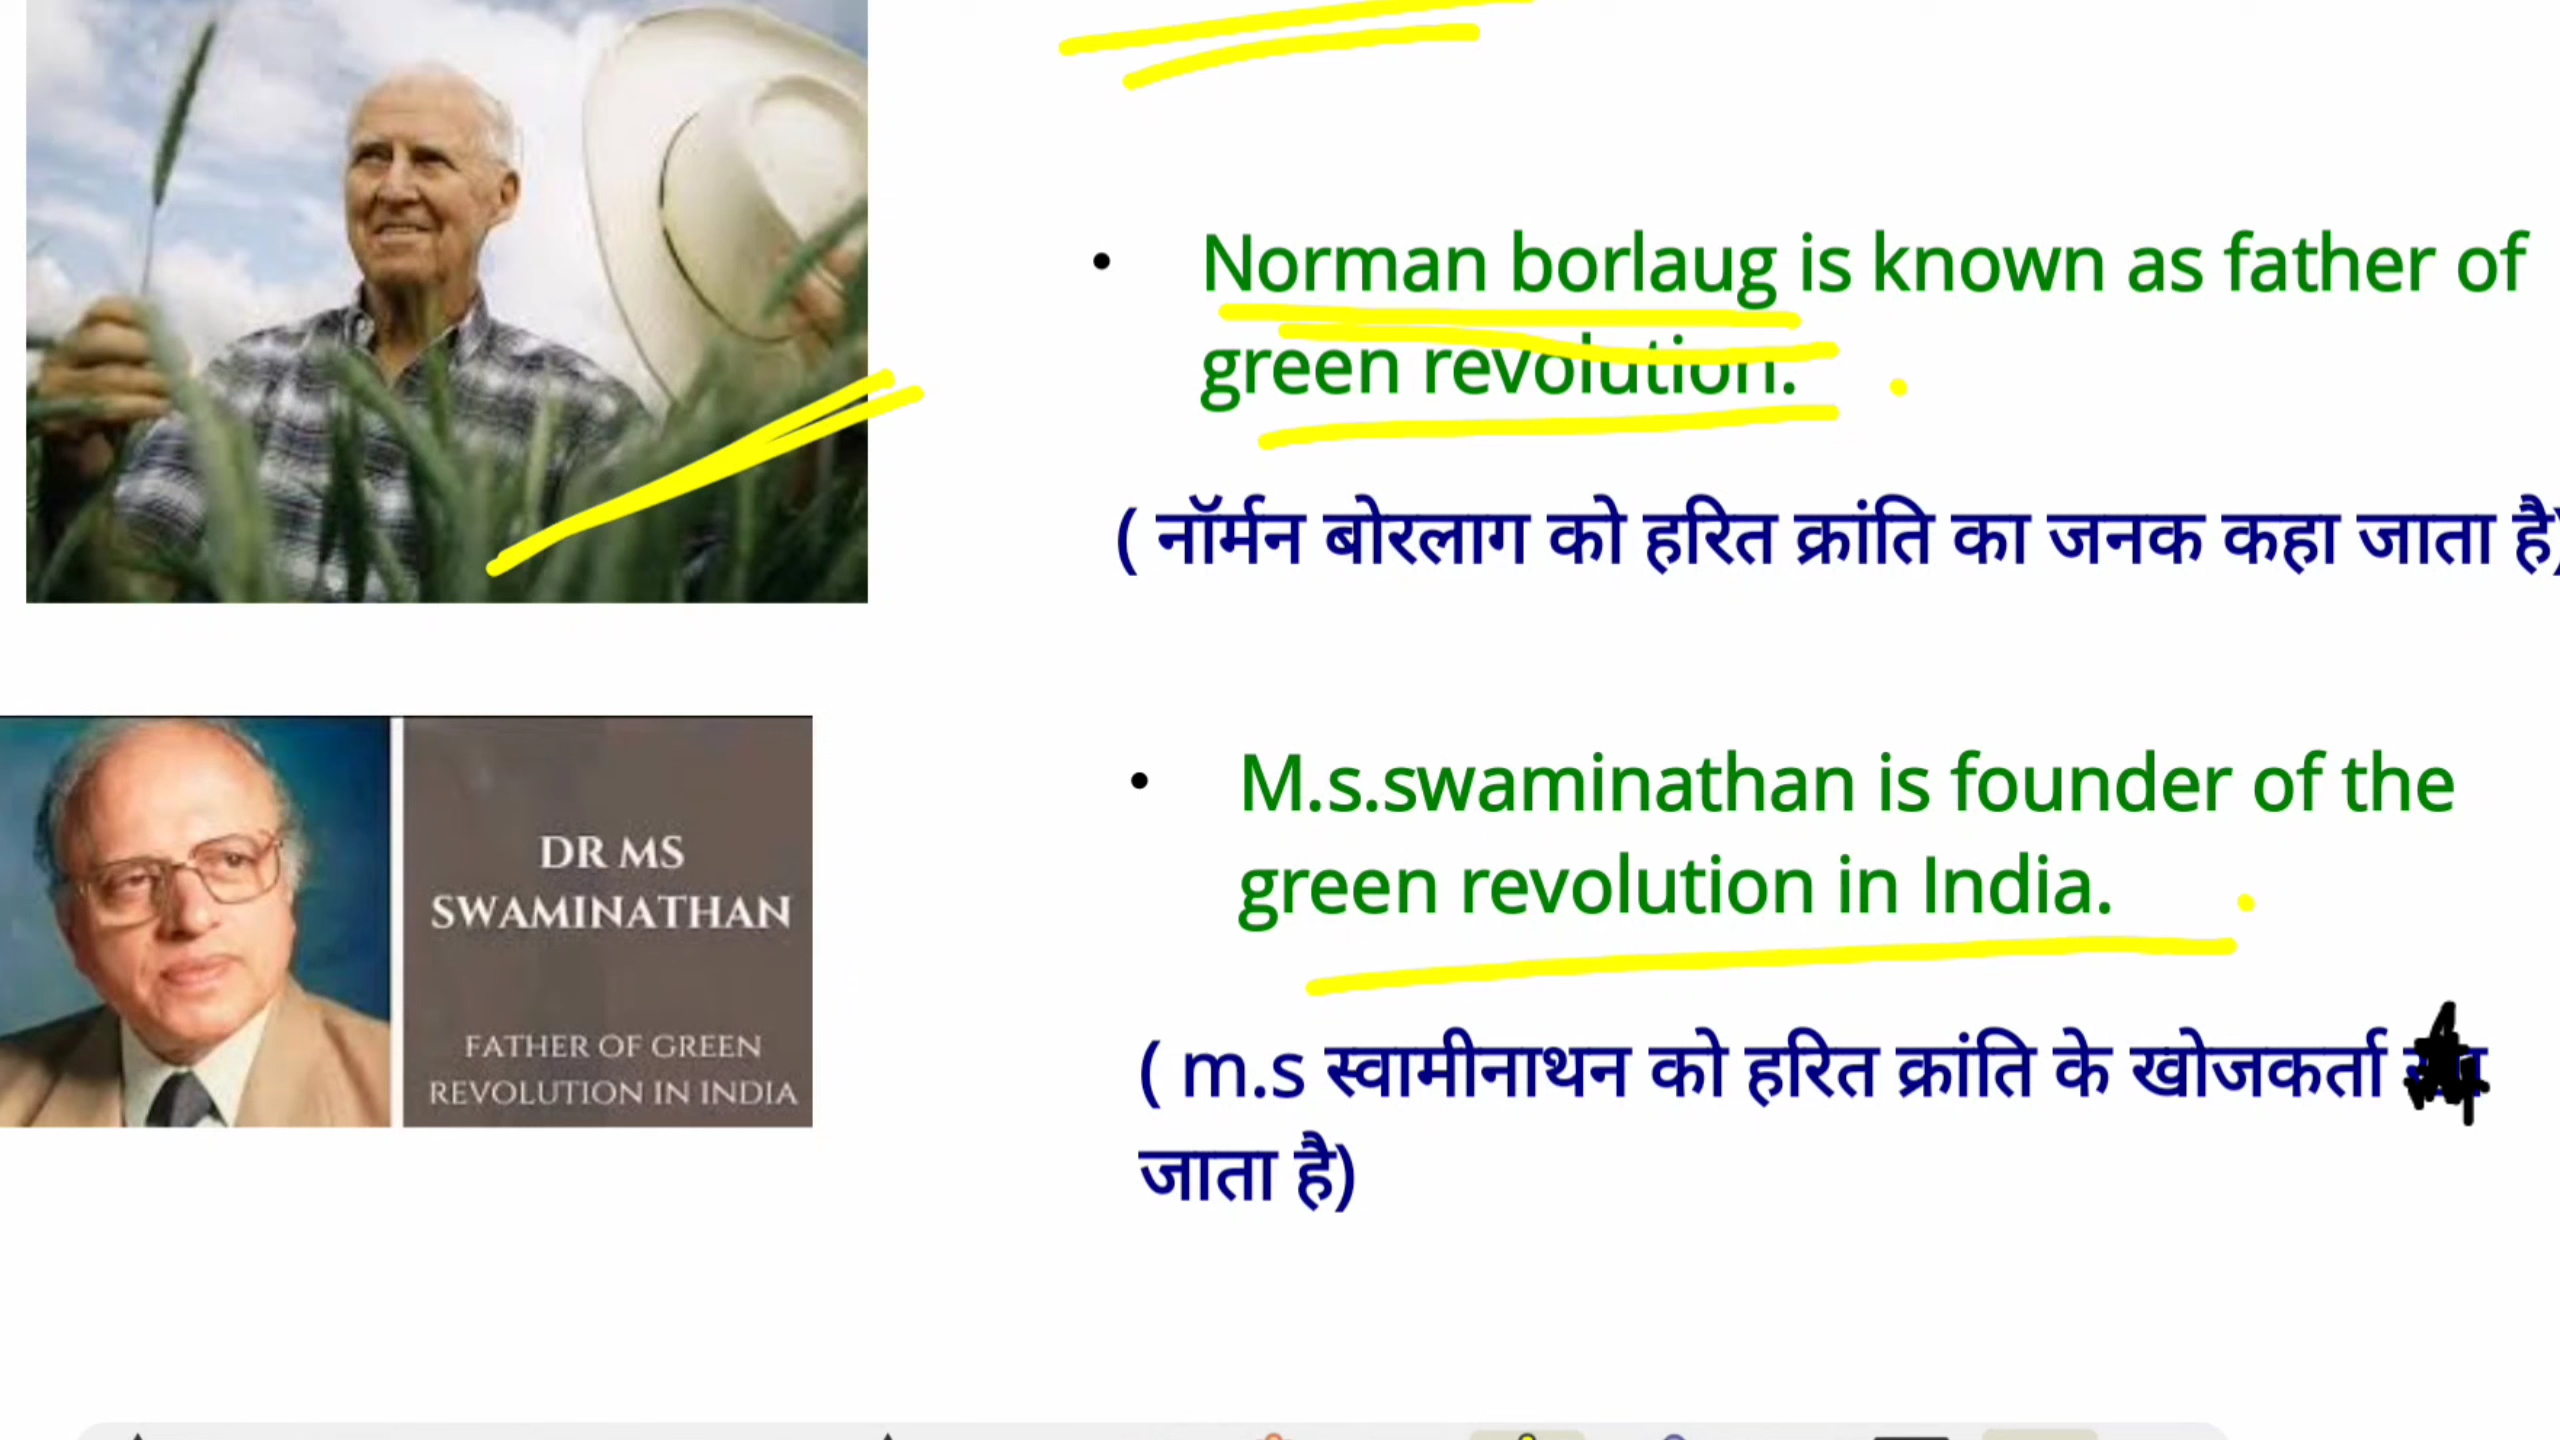 Norman borlaug is known as father of
green revolution.
( नॉर्मन बोरलाग को हरित क्रांति का जनक कहा जाता है)
DR MS
SWAMINATHAN
FATHER OF GREEN
REVOLUTION IN INDIA
M.s.swaminathan is founder of the
green revolution in India.
( m.s स्वामीनाथन को हरित क्रांति के खोजकर्ता
जाता है)